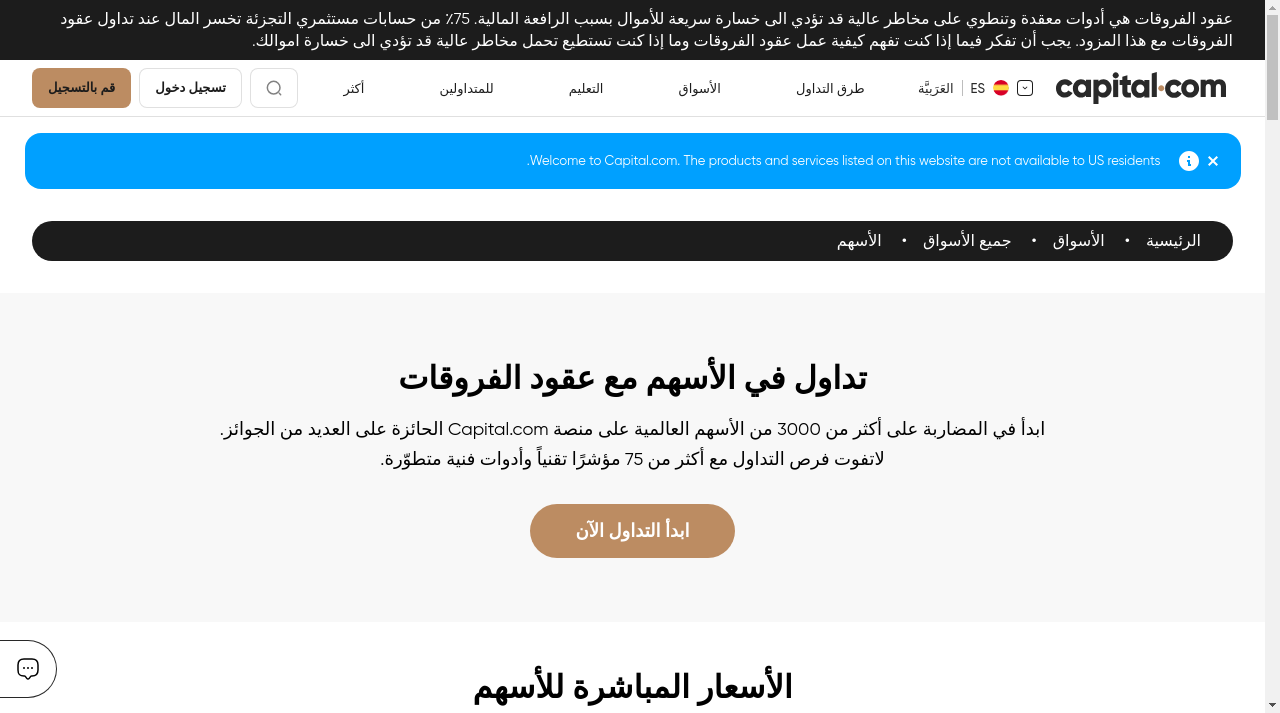 عقود الفروقات هي أدوات معقدة وتنطوي على مخاطر عالية قد تؤدي الى خسارة سريعة للأموال بسبب الرافعة المالية. 75٪ من حسابات مستثمري التجزئة تخسر المال عند تداول عقود
الفروقات مع هذا المزود. يجب أن تفكر فيما إذا كنت تفهم كيفية عمل عقود الفروقات وما إذا كنت تستطيع تحمل مخاطر عالية قد تؤدي الى خسارة اموالك.
capital.com
ES
العَرَبيَّة
طرق التداول
الأسواق
التعليم
للمتداولين
أكثر
تسجيل دخول
قم بالتسجيل
Welcome to Capital.com. The products and services listed on this website are not available to US residents.
الرئيسية • الأسواق • جميع الأسواق • الأسهم
تداول في الأسهم مع عقود الفروقات
ابدأ في المضاربة على أكثر من 3000 من الأسهم العالمية على منصة Capital.com الحائزة على العديد من الجوائز.
لاتفوت فرص التداول مع أكثر من 75 مؤشرًا تقنياً وأدوات فنية متطوّرة.
ابدأ التداول الآن
الأسعار المباشرة للأسهم